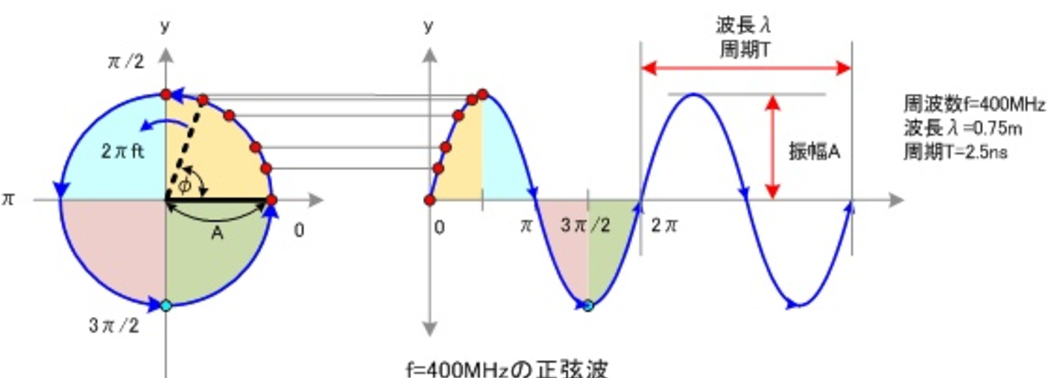 y
π/2
2πft
φ
π
A
0
3π/2
y
0
π
3π/2
2π
波長λ
周期T
振幅A
周波数f=400MHz
波長λ=0.75m
周期T=2.5ns
f=400MHzの正弦波